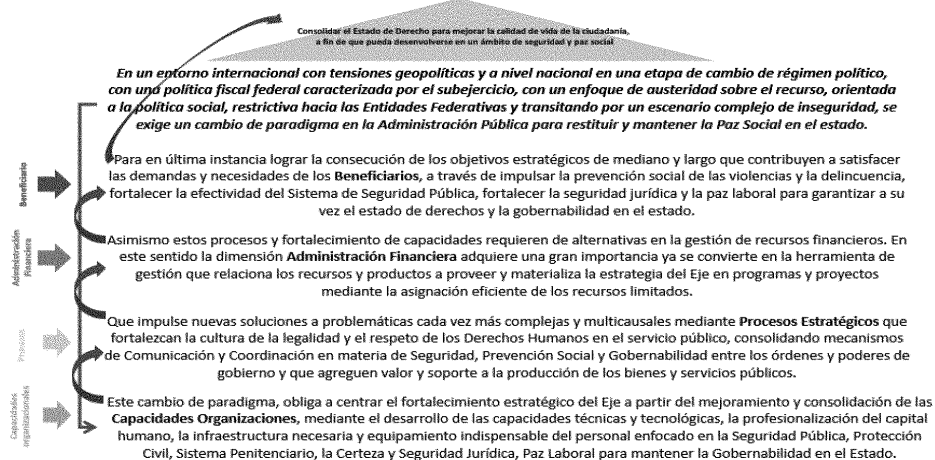 Consolidar el Estado de Derecho para mejorar la calidad de vida de la ciudadanía,
a fin de que pueda desenvolverse en un ámbito de seguridad y paz social
En un entorno internacional con tensiones geopolíticas y a nivel nacional en una etapa de cambio de régimen político,
con una política fiscal federal caracterizada por el subejercicio, con un enfoque de austeridad sobre el recurso, orientada
a la política social, restrictiva hacia las Entidades Federativas y transitando por un escenario complejo de inseguridad, se
exige un cambio de paradigma en la Administración Pública para restituir y mantener la Paz Social en el estado.
Beneficiario
Para en última instancia lograr la consecución de los objetivos estratégicos de mediano y largo que contribuyen a satisfacer
las demandas y necesidades de los Beneficiarios, a través de impulsar la prevención social de las violencias y la delincuencia,
fortalecer la efectividad del Sistema de Seguridad Pública, fortalecer la seguridad jurídica y la paz laboral para garantizar a su
vez el estado de derechos y la gobernabilidad en el estado.
Administración
Financiera
Asimismo estos procesos y fortalecimiento de capacidades requieren de alternativas en la gestión de recursos financieros. En
este sentido la dimensión Administración Financiera adquiere una gran importancia ya se convierte en la herramienta de
gestión que relaciona los recursos y productos a proveer y materializa la estrategia del Eje en programas y proyectos
mediante la asignación eficiente de los recursos limitados.
Procesos
Que impulse nuevas soluciones a problemáticas cada vez más complejas y multicausales mediante Procesos Estratégicos que
fortalezcan la cultura de la legalidad y el respeto de los Derechos Humanos en el servicio público, consolidando mecanismos
de Comunicación y Coordinación en materia de Seguridad, Prevención Social y Gobernabilidad entre los órdenes y poderes de
gobierno y que agreguen valor y soporte a la producción de los bienes y servicios públicos.
Capacidades
organizacionales
Este cambio de paradigma, obliga a centrar el fortalecimiento estratégico del Eje a partir del mejoramiento y consolidación de las
Capacidades Organizaciones, mediante el desarrollo de las capacidades técnicas y tecnológicas, la profesionalización del capital
humano, la infraestructura necesaria y equipamiento indispensable del personal enfocado en la Seguridad Pública, Protección
Civil, Sistema Penitenciario, la Certeza y Seguridad Jurídica, Paz Laboral para mantener la Gobernabilidad en el Estado.